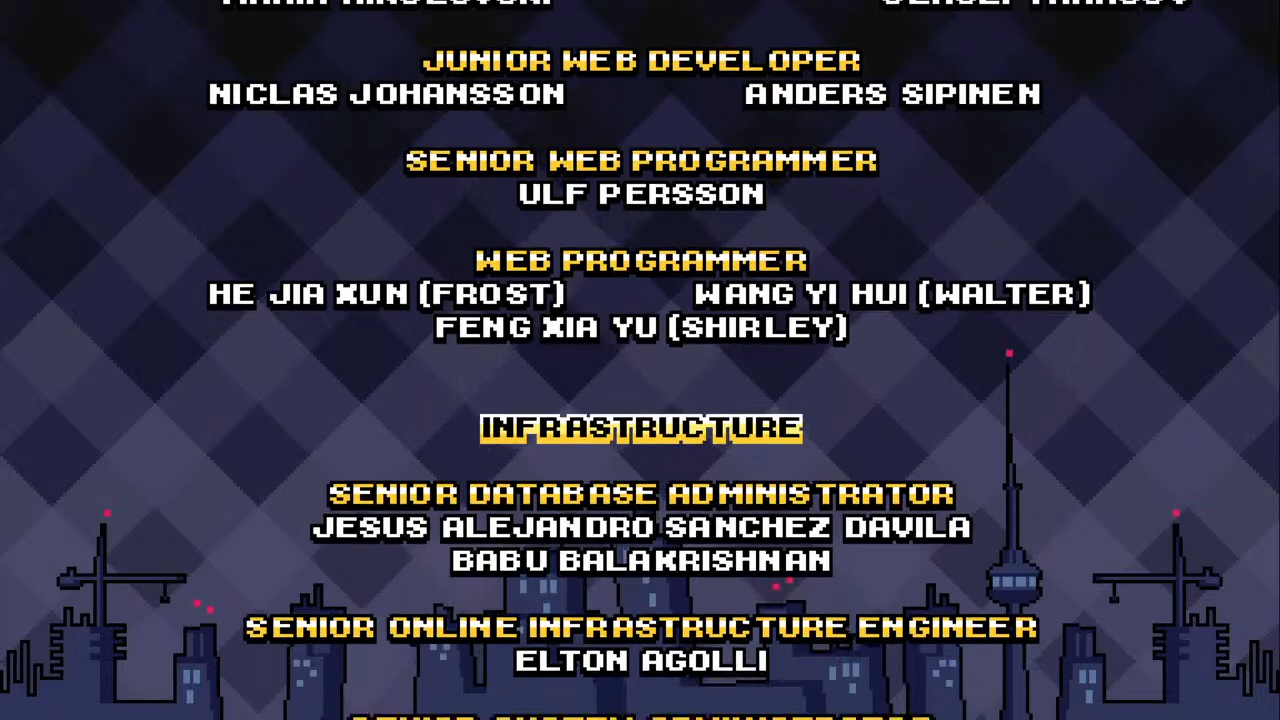 JUNIOR WEB DEVELOPER
NICLAS JOHANSSON ANDERS SIPINEN
SENIOR WEB PROGRAMMER
ULF PERSSON
WEB PROGRAMMER
HE JIA XUN (FROST) WANG YI HUI (WALTER)
FENG XIA YU (SHIRLEY)
INFRASTRUCTURE
SENIOR DATABASE ADMINISTRATOR
JESUS ALEJANDRO SANCHEZ DAVILA
BABU BALAKRISHNAN
SENIOR ONLINE INFRASTRUCTURE ENGINEER
ELTON AGOLLI